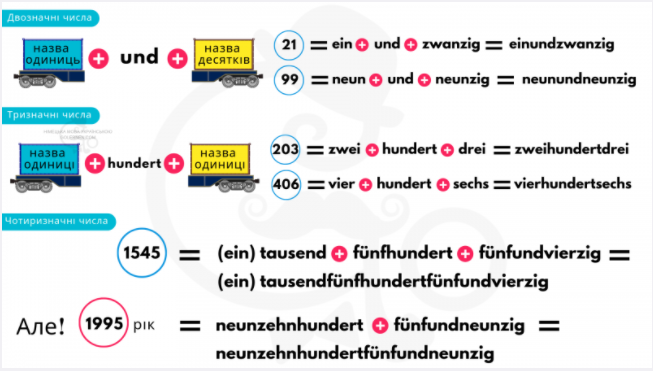 Двозначні числа
назва одиниць + und + назва десятків
21 = ein + und + zwanzig = einundzwanzig
99 = neun + und + neunzig = neunundneunzig
Тризначні числа
назва одиниці + hundert + назва одиниці
203 = zwei + hundert + drei = zweihundertdrei
406 = vier + hundert + sechs = vierhundertsechs
Чотиризначні числа
1545 = (ein) tausend + fünfhundert + fünfundvierzig =
(ein) tausendfünfhundertfünfundvierzig
Але! 1995 рік = neunzehnhundert + fünfundneunzig =
neunzehnhundertfünfundneunzig